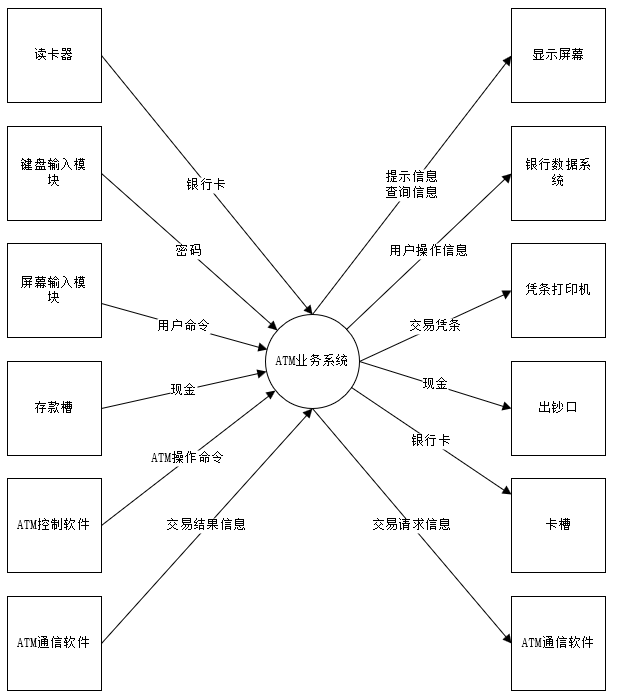 读卡器
显示屏幕
键盘输入模
块
银行数据系
统
银行卡
提示信息
查询信息
密码
用户操作信息
屏幕输入模
块
凭条打印机
用户命令
交易凭条
ATM业务系统
存款槽
现金
现金
出钞口
银行卡
ATM操作命令
ATM控制软件
交易结果信息
交易请求信息
卡槽
ATM通信软件
ATM通信软件